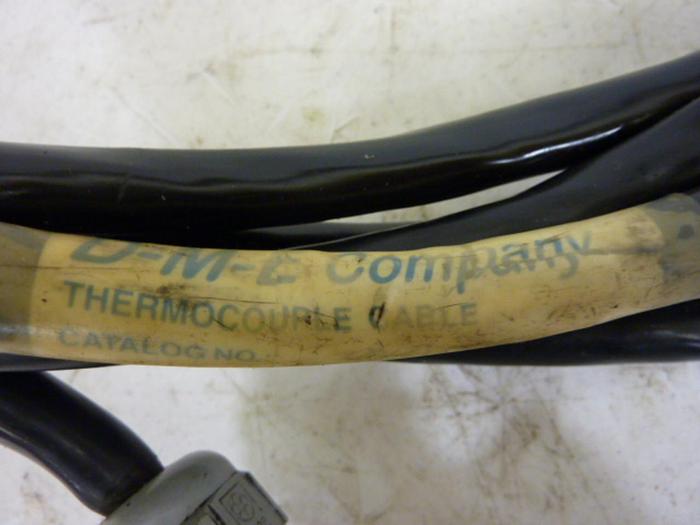 D-M-E Company
THERMOCOUPLE CABLE
CATALOG NO.